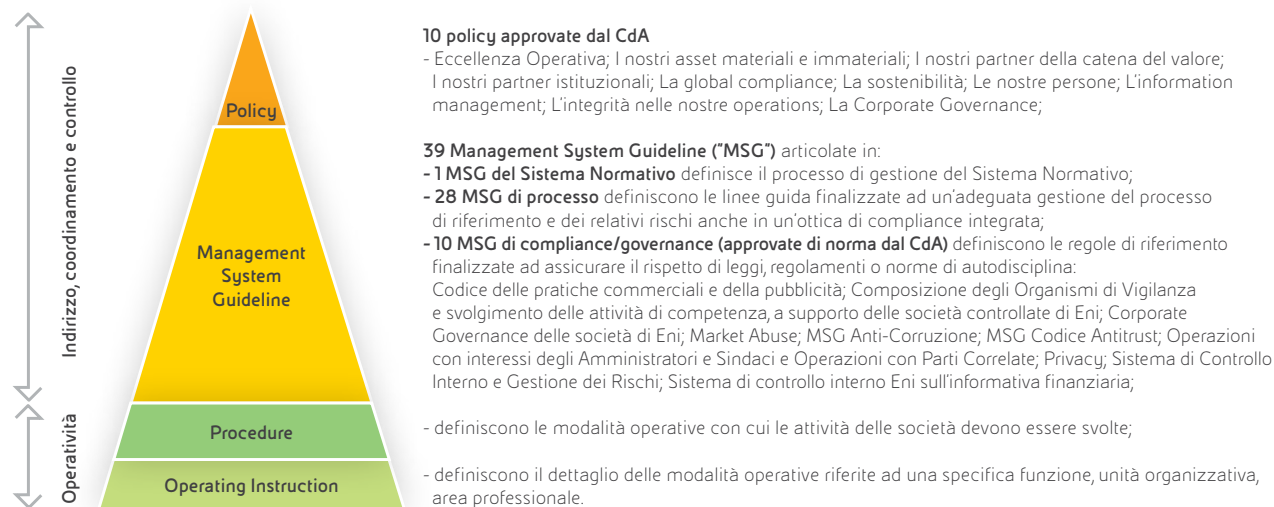 Indirizzo, coordinamento e controllo
Operatività
Policy
Management
System
Guideline
Procedure
Operating Instruction
10 policy approvate dal CdA
- Eccellenza Operativa; I nostri asset materiali e immateriali; I nostri partner della catena del valore;
I nostri partner istituzionali; La global compliance; La sostenibilità; Le nostre persone; L'information
management; L'integrità nelle nostre operations; La Corporate Governance;
39 Management System Guideline ("MSG") articolate in:
- 1 MSG del Sistema Normativo definisce il processo di gestione del Sistema Normativo;
- 28 MSG di processo definiscono le linee guida finalizzate ad un'adeguata gestione del processo
di riferimento e dei relativi rischi anche in un'ottica di compliance integrata;
- 10 MSG di compliance/governance (approvate di norma dal CdA) definiscono le regole di riferimento
finalizzate ad assicurare il rispetto di leggi, regolamenti o norme di autodisciplina:
Codice delle pratiche commerciali e della pubblicità; Composizione degli Organismi di Vigilanza
e svolgimento delle attività di competenza, a supporto delle società controllate di Eni; Corporate
Governance delle società di Eni; Market Abuse; MSG Anti-Corruzione; MSG Codice Antitrust; Operazioni
con interessi degli Amministratori e Sindaci e Operazioni con Parti Correlate; Privacy; Sistema di Controllo
Interno e Gestione dei Rischi; Sistema di controllo interno Eni sull'informativa finanziaria;
- definiscono le modalità operative con cui le attività delle società devono essere svolte;
- definiscono il dettaglio delle modalità operative riferite ad una specifica funzione, unità organizzativa,
area professionale.